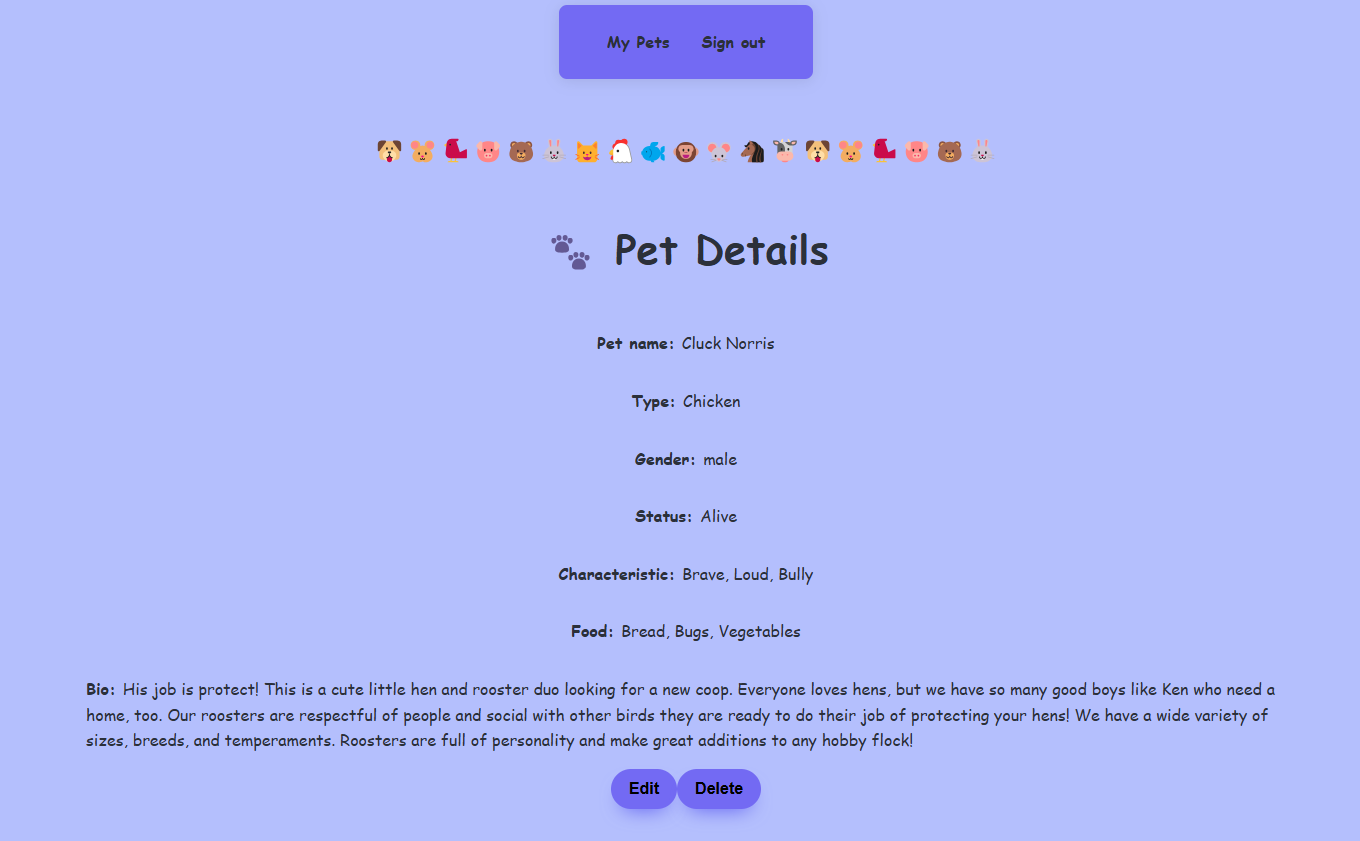 My Pets Sign out
Pet Details
Pet name: Cluck Norris
Type: Chicken
Gender: male
Status: Alive
Characteristic: Brave, Loud, Bully
Food: Bread, Bugs, Vegetables
Bio: His job is protect! This is a cute little hen and rooster duo looking for a new coop. Everyone loves hens, but we have so many good boys like Ken who need a
home, too. Our roosters are respectful of people and social with other birds they are ready to do their job of protecting your hens! We have a wide variety of
sizes, breeds, and temperaments. Roosters are full of personality and make great additions to any hobby flock!
Edit Delete